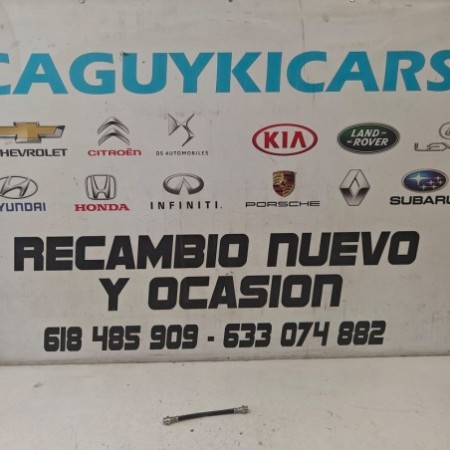 CAGUYKICARS
CHEVROLET CITROËN DS AUTOMOBILES KIA LAND-ROVER
HYUNDAI HONDA INFINITI. PORSCHE RENAULT SUBARU
RECAMBIO NUEVO
Y OCASION
618 485 909 - 633 074 882